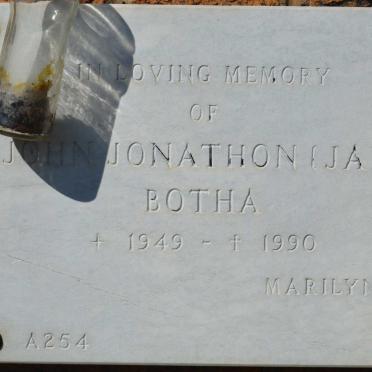 IN LOVING MEMORY
OF
JOHN JONATHON (JA
BOTHA
+ 1949 - † 1990
MARILYN
A254